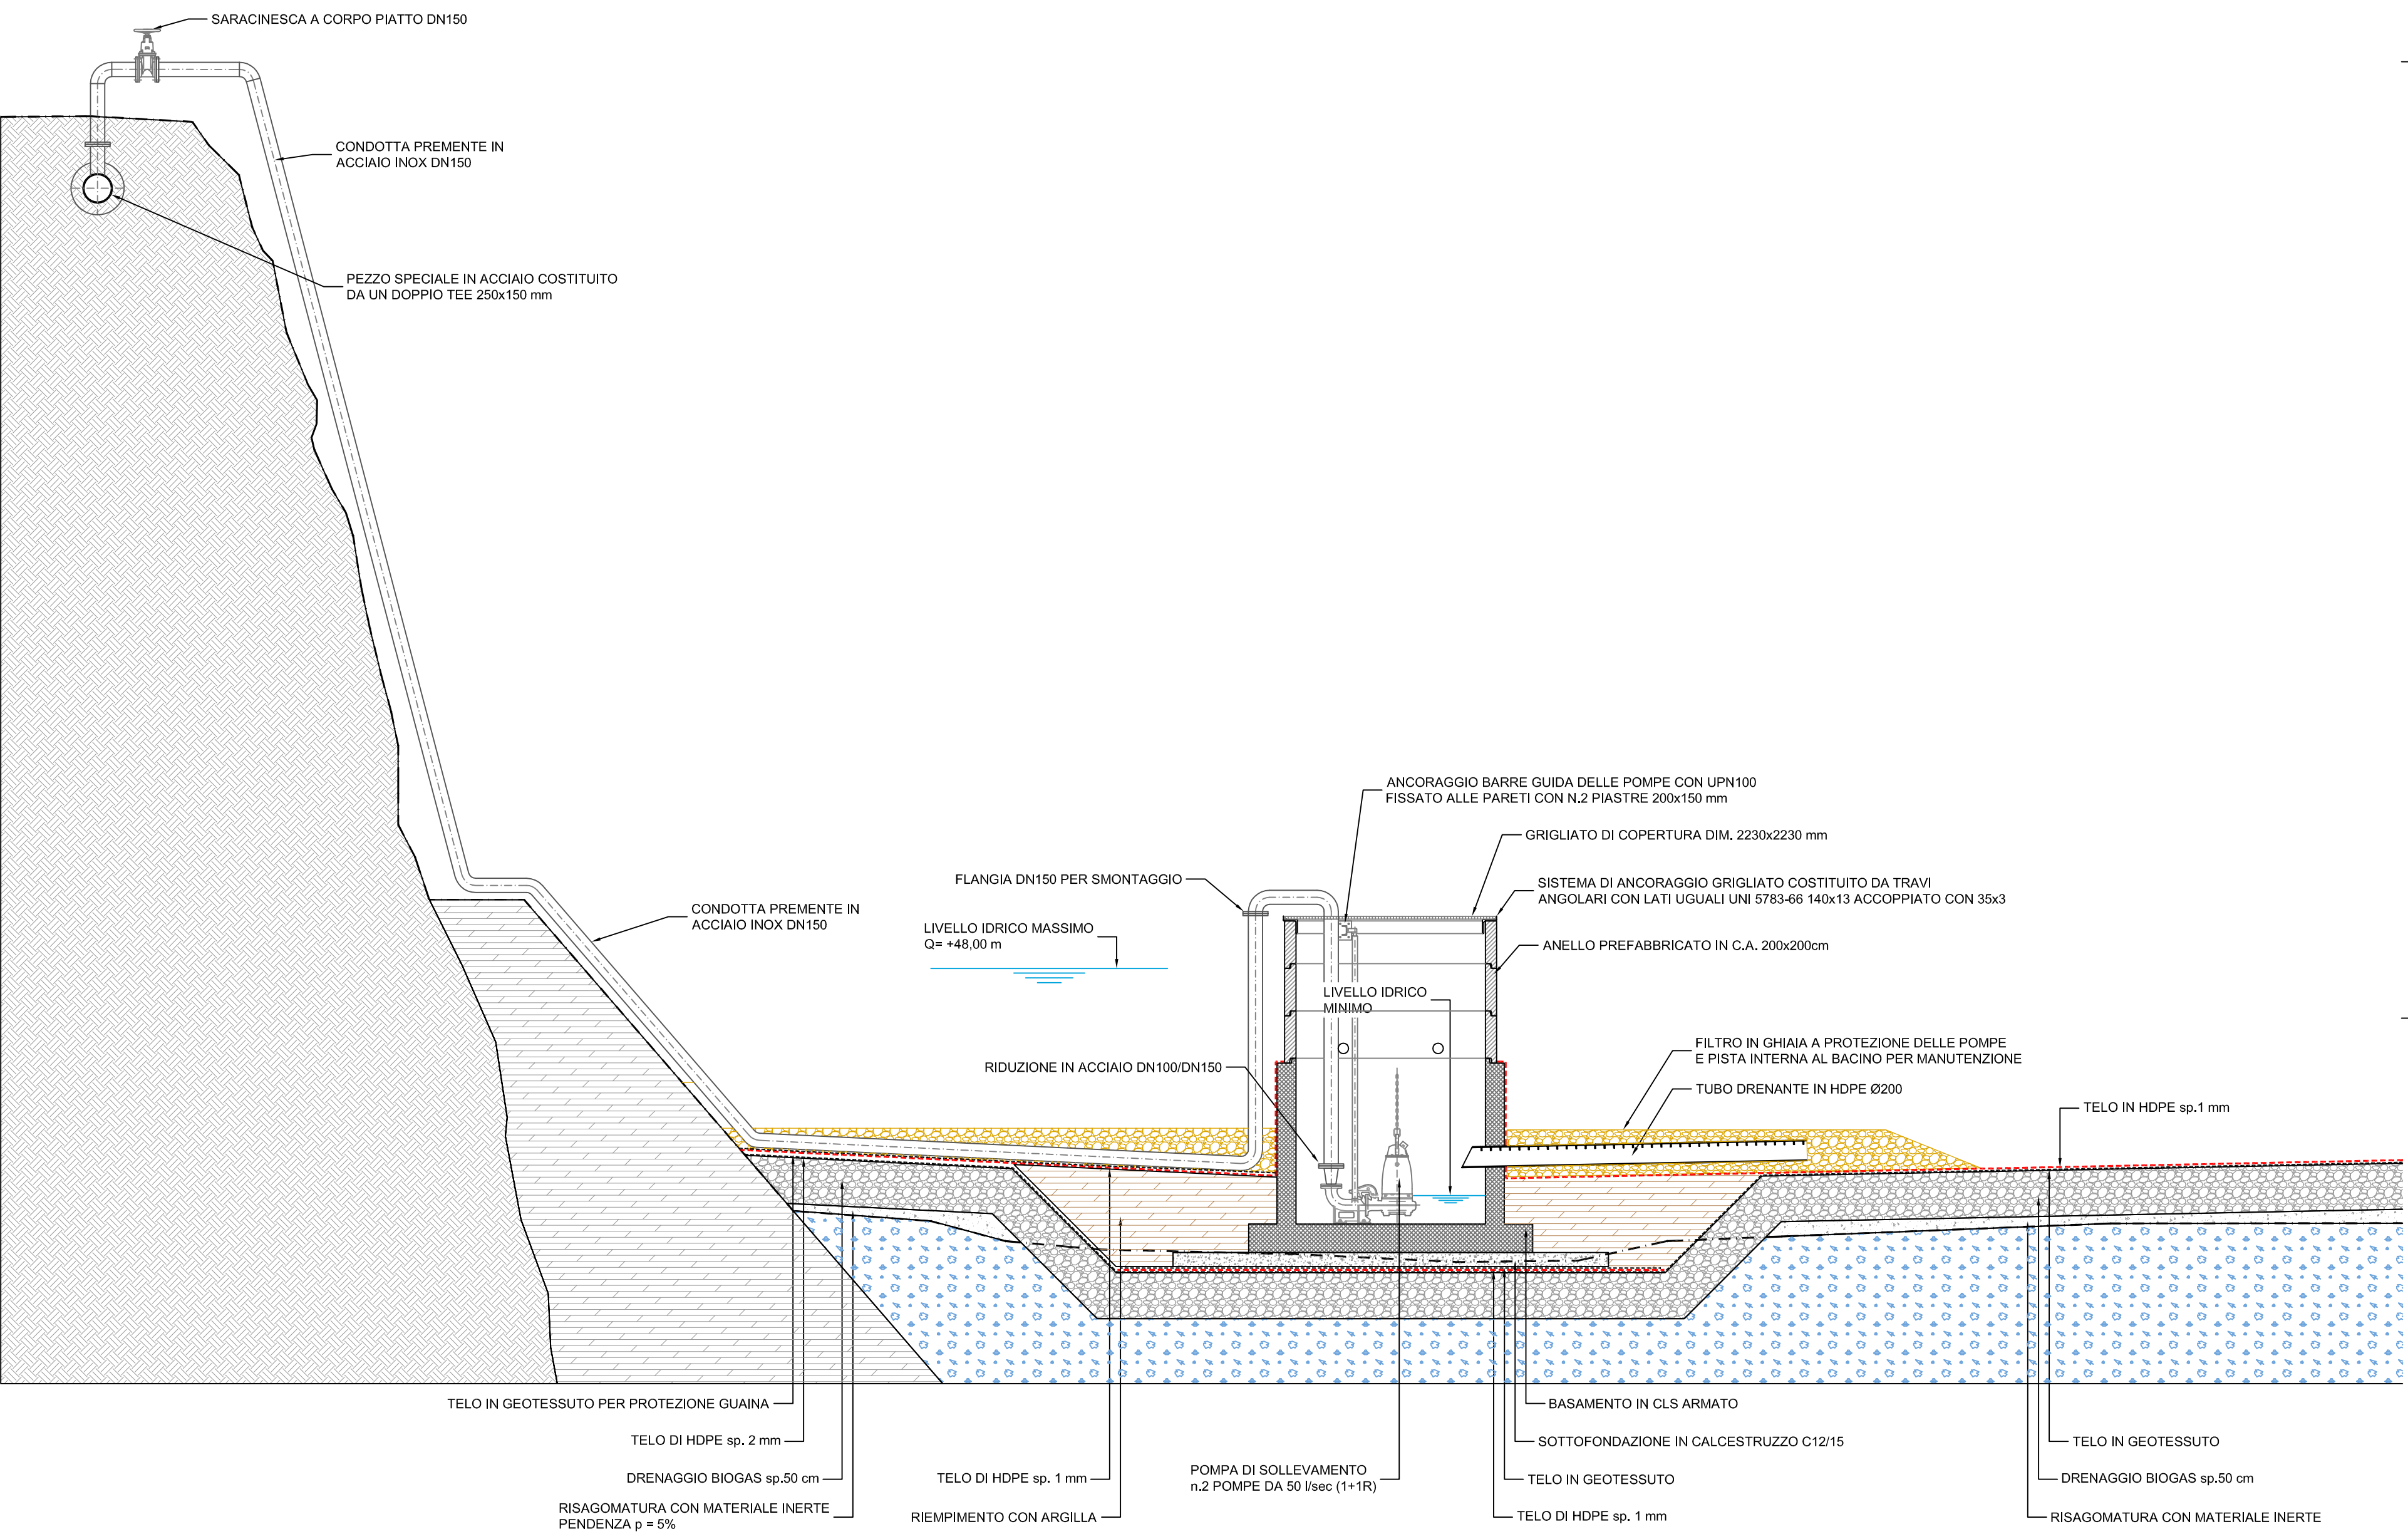 SARACINESCA A CORPO PIATTO DN150
CONDOTTA PREMENTE IN
ACCIAIO INOX DN150
PEZZO SPECIALE IN ACCIAIO COSTITUITO
DA UN DOPPIO TEE 250x150 mm
ANCORAGGIO BARRE GUIDA DELLE POMPE CON UPN100
FISSATO ALLE PARETI CON N.2 PIASTRE 200x150 mm
GRIGLIATO DI COPERTURA DIM. 2230x2230 mm
FLANGIA DN150 PER SMONTAGGIO
SISTEMA DI ANCORAGGIO GRIGLIATO COSTITUITO DA TRAVI
ANGOLARI CON LATI UGUALI UNI 5783-66 140x13 ACCOPPIATO CON 35x3
CONDOTTA PREMENTE IN
ACCIAIO INOX DN150
LIVELLO IDRICO MASSIMO
Q= +48,00 m
ANELLO PREFABBRICATO IN C.A. 200x200cm
LIVELLO IDRICO
MINIMO
FILTRO IN GHIAIA A PROTEZIONE DELLE POMPE
E PISTA INTERNA AL BACINO PER MANUTENZIONE
RIDUZIONE IN ACCIAIO DN100/DN150
TUBO DRENANTE IN HDPE Ø200
TELO IN HDPE sp.1 mm
TELO IN GEOTESSUTO PER PROTEZIONE GUAINA
BASAMENTO IN CLS ARMATO
TELO DI HDPE sp. 2 mm
SOTTOFONDAZIONE IN CALCESTRUZZO C12/15
TELO IN GEOTESSUTO
DRENAGGIO BIOGAS sp.50 cm
TELO DI HDPE sp. 1 mm
POMPA DI SOLLEVAMENTO
n.2 POMPE DA 50 l/sec (1+1R)
TELO IN GEOTESSUTO
DRENAGGIO BIOGAS sp.50 cm
RISAGOMATURA CON MATERIALE INERTE
PENDENZA p = 5%
RIEMPIMENTO CON ARGILLA
TELO DI HDPE sp. 1 mm
RISAGOMATURA CON MATERIALE INERTE